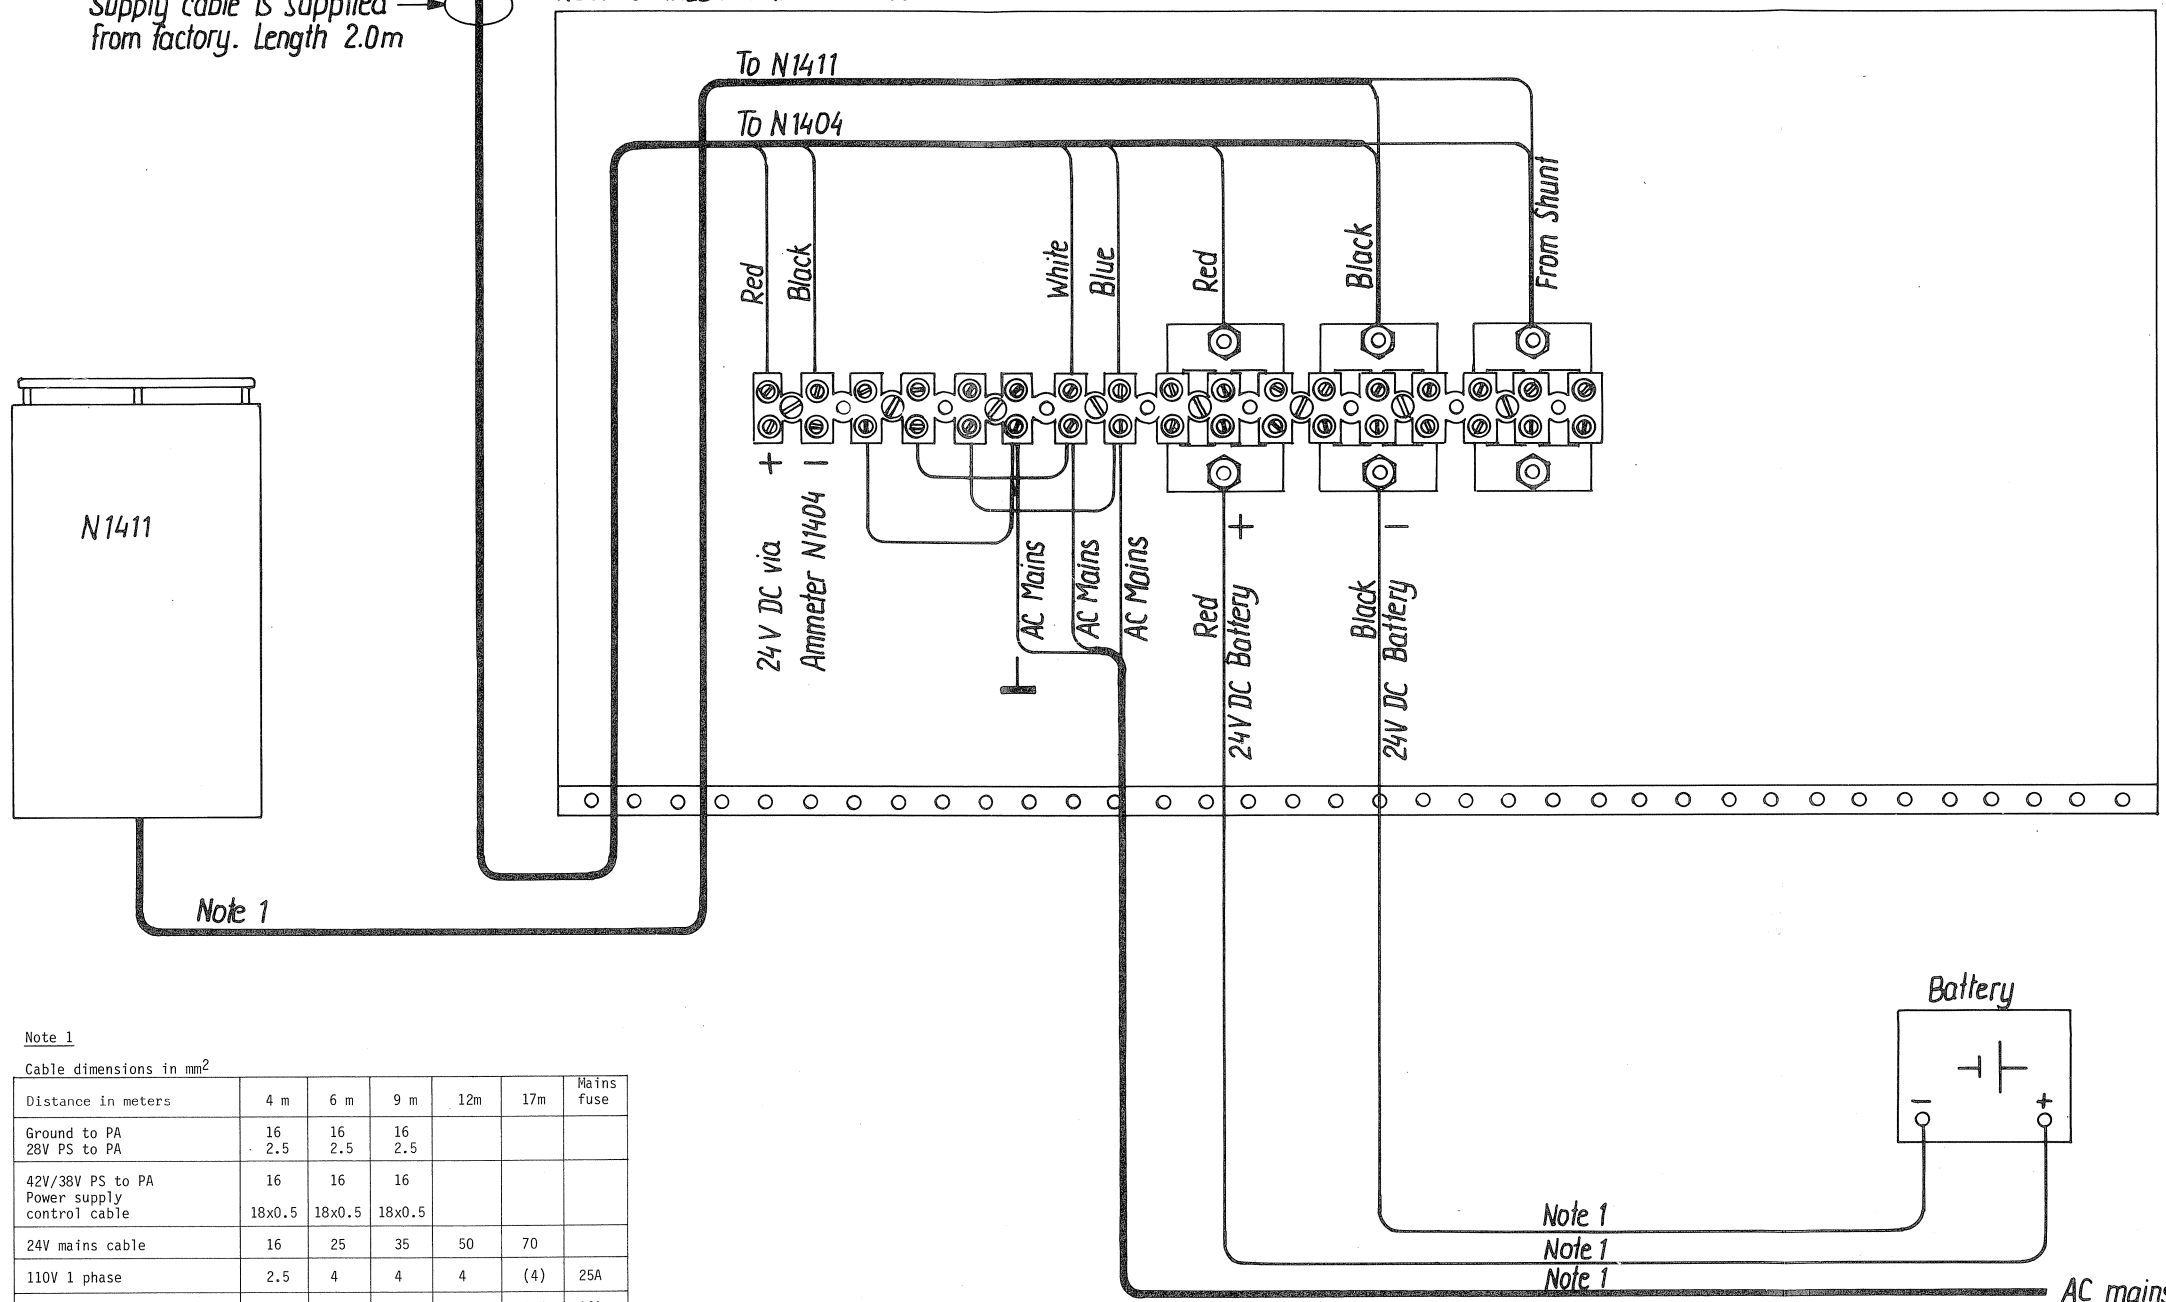 Supply cable is supplied
from factory. Length 2.0m
To N1411
To N1404
Red
Black
White
Blue
Red
Black
From Shunt
N1411
+
−
24V DC via
Ammeter N1404
AC Mains
AC Mains
AC Mains
+
Red
24V DC Battery
−
Black
24V DC Battery
Note 1
Battery
−
+
Note 1
Note 1
Note 1
AC mains
Note 1
Cable dimensions in mm2
Distance in meters 4 m 6 m 9 m 12m 17m Mains fuse
Ground to PA 16 16 16
28V PS to PA 2.5 2.5 2.5
42V/38V PS to PA 16 16 16
Power supply
control cable 18x0.5 18x0.5 18x0.5
24V mains cable 16 25 35 50 70
110V 1 phase 2.5 4 4 4 (4) 25A